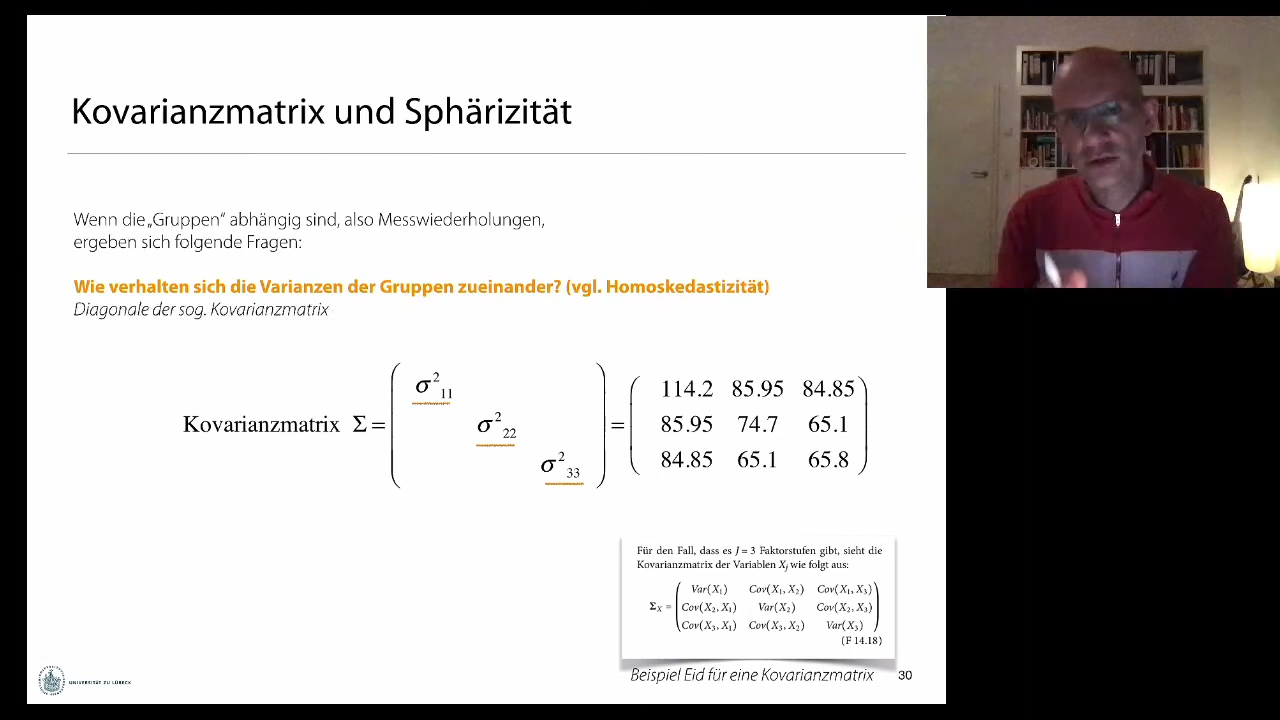 Kovarianzmatrix und Sphärizität
Wenn die „Gruppen“ abhängig sind, also Messwiederholungen,
ergeben sich folgende Fragen:
Wie verhalten sich die Varianzen der Gruppen zueinander? (vgl. Homoskedastizität)
Diagonale der sog. Kovarianzmatrix
σ²₁₁ 114.2 85.95 84.85
Kovarianzmatrix Σ = σ²₂₂ = 85.95 74.7 65.1
σ²₃₃ 84.85 65.1 65.8
Für den Fall, dass es J = 3 Faktorstufen gibt, sieht die
Kovarianzmatrix der Variablen Xⱼ wie folgt aus:
Var(X₁) Cov(X₁, X₂) Cov(X₁, X₃)
Σₓ = Cov(X₂, X₁) Var(X₂) Cov(X₂, X₃)
Cov(X₃, X₁) Cov(X₃, X₂) Var(X₃)
(F 14.18)
Beispiel Eid für eine Kovarianzmatrix 30
UNIVERSITÄT ZU LÜBECK